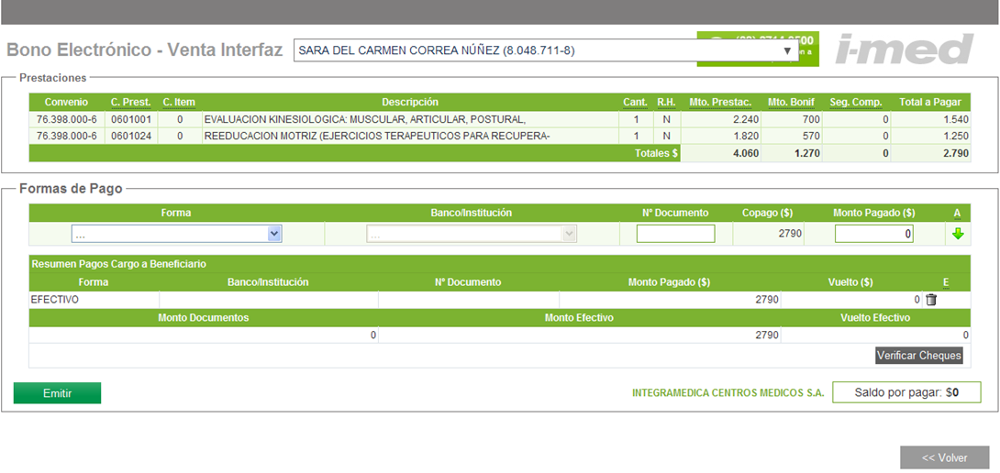 Bono Electrónico - Venta Interfaz
SARA DEL CARMEN CORREA NÚÑEZ (8.048.711-8)
i-med
Prestaciones
Convenio C. Prest. C. Item Descripción Cant. R.H. Mto. Prestac. Mto. Bonif Seg. Comp. Total a Pagar
76.398.000-6 0601001 0 EVALUACION KINESIOLOGICA: MUSCULAR, ARTICULAR, POSTURAL, 1 N 2.240 700 0 1.540
76.398.000-6 0601024 0 REEDUCACION MOTRIZ (EJERCICIOS TERAPEUTICOS PARA RECUPERA- 1 N 1.820 570 0 1.250
Totales $ 4.060 1.270 0 2.790
Formas de Pago
Forma Banco/Institución Nº Documento Copago ($) Monto Pagado ($) A
... ... 2790 0
Resumen Pagos Cargo a Beneficiario
Forma Banco/Institución Nº Documento Monto Pagado ($) Vuelto ($) E
EFECTIVO 2790 0
Monto Documentos Monto Efectivo Vuelto Efectivo
0 2790 0
Verificar Cheques
Emitir INTEGRAMEDICA CENTROS MEDICOS S.A. Saldo por pagar: $0
<< Volver